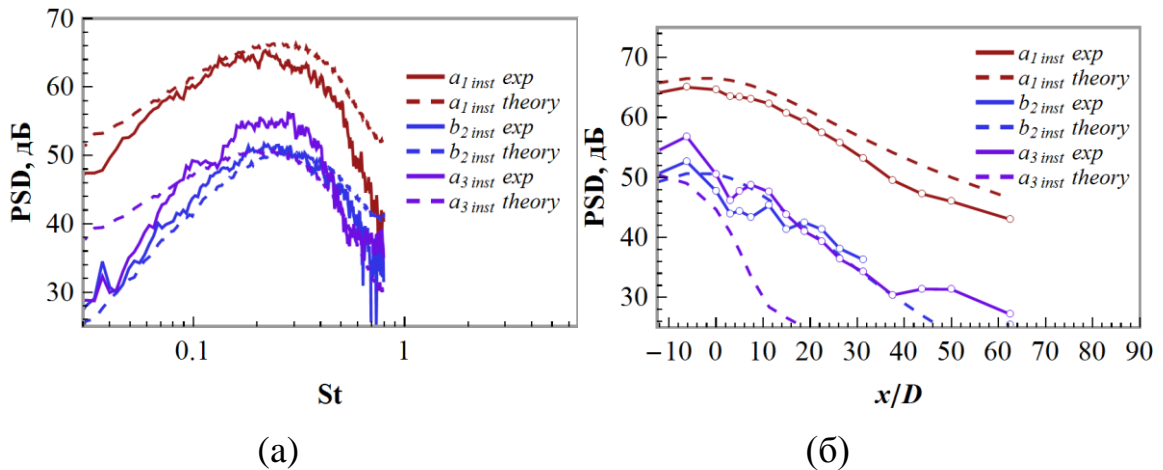 70
60
50
40
30
PSD, дБ
0.1
1
St
a1 inst exp
a1 inst theory
b2 inst exp
b2 inst theory
a3 inst exp
a3 inst theory
(а)
70
60
50
40
30
PSD, дБ
−10 0 10 20 30 40 50 60 70 80 90
x/D
a1 inst exp
a1 inst theory
b2 inst exp
b2 inst theory
a3 inst exp
a3 inst theory
(б)